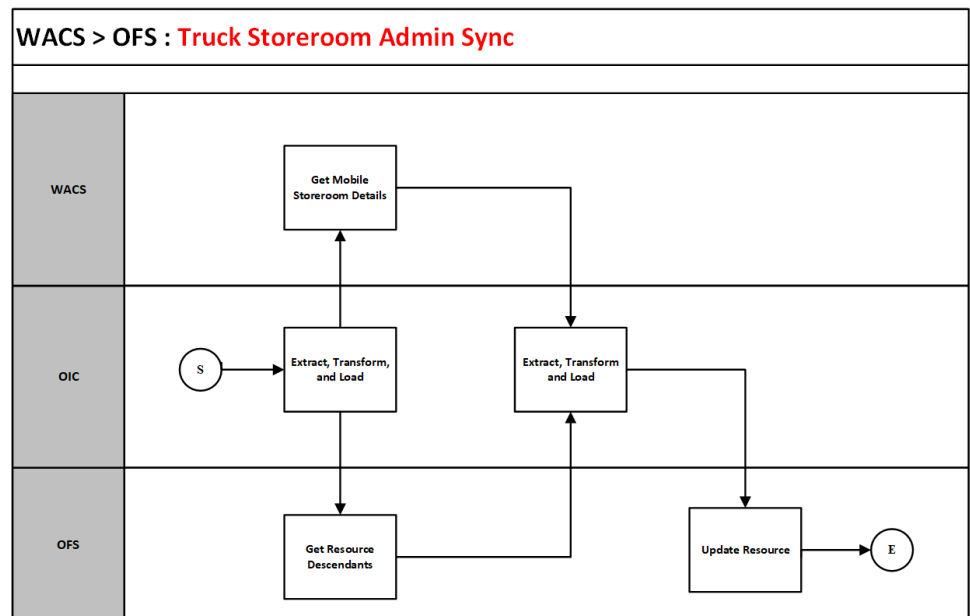 WACS > OFS : Truck Storeroom Admin Sync
WACS
Get Mobile
Storeroom Details
OIC
S
Extract, Transform,
and Load
Extract, Transform
and Load
OFS
Get Resource
Descendants
Update Resource
E